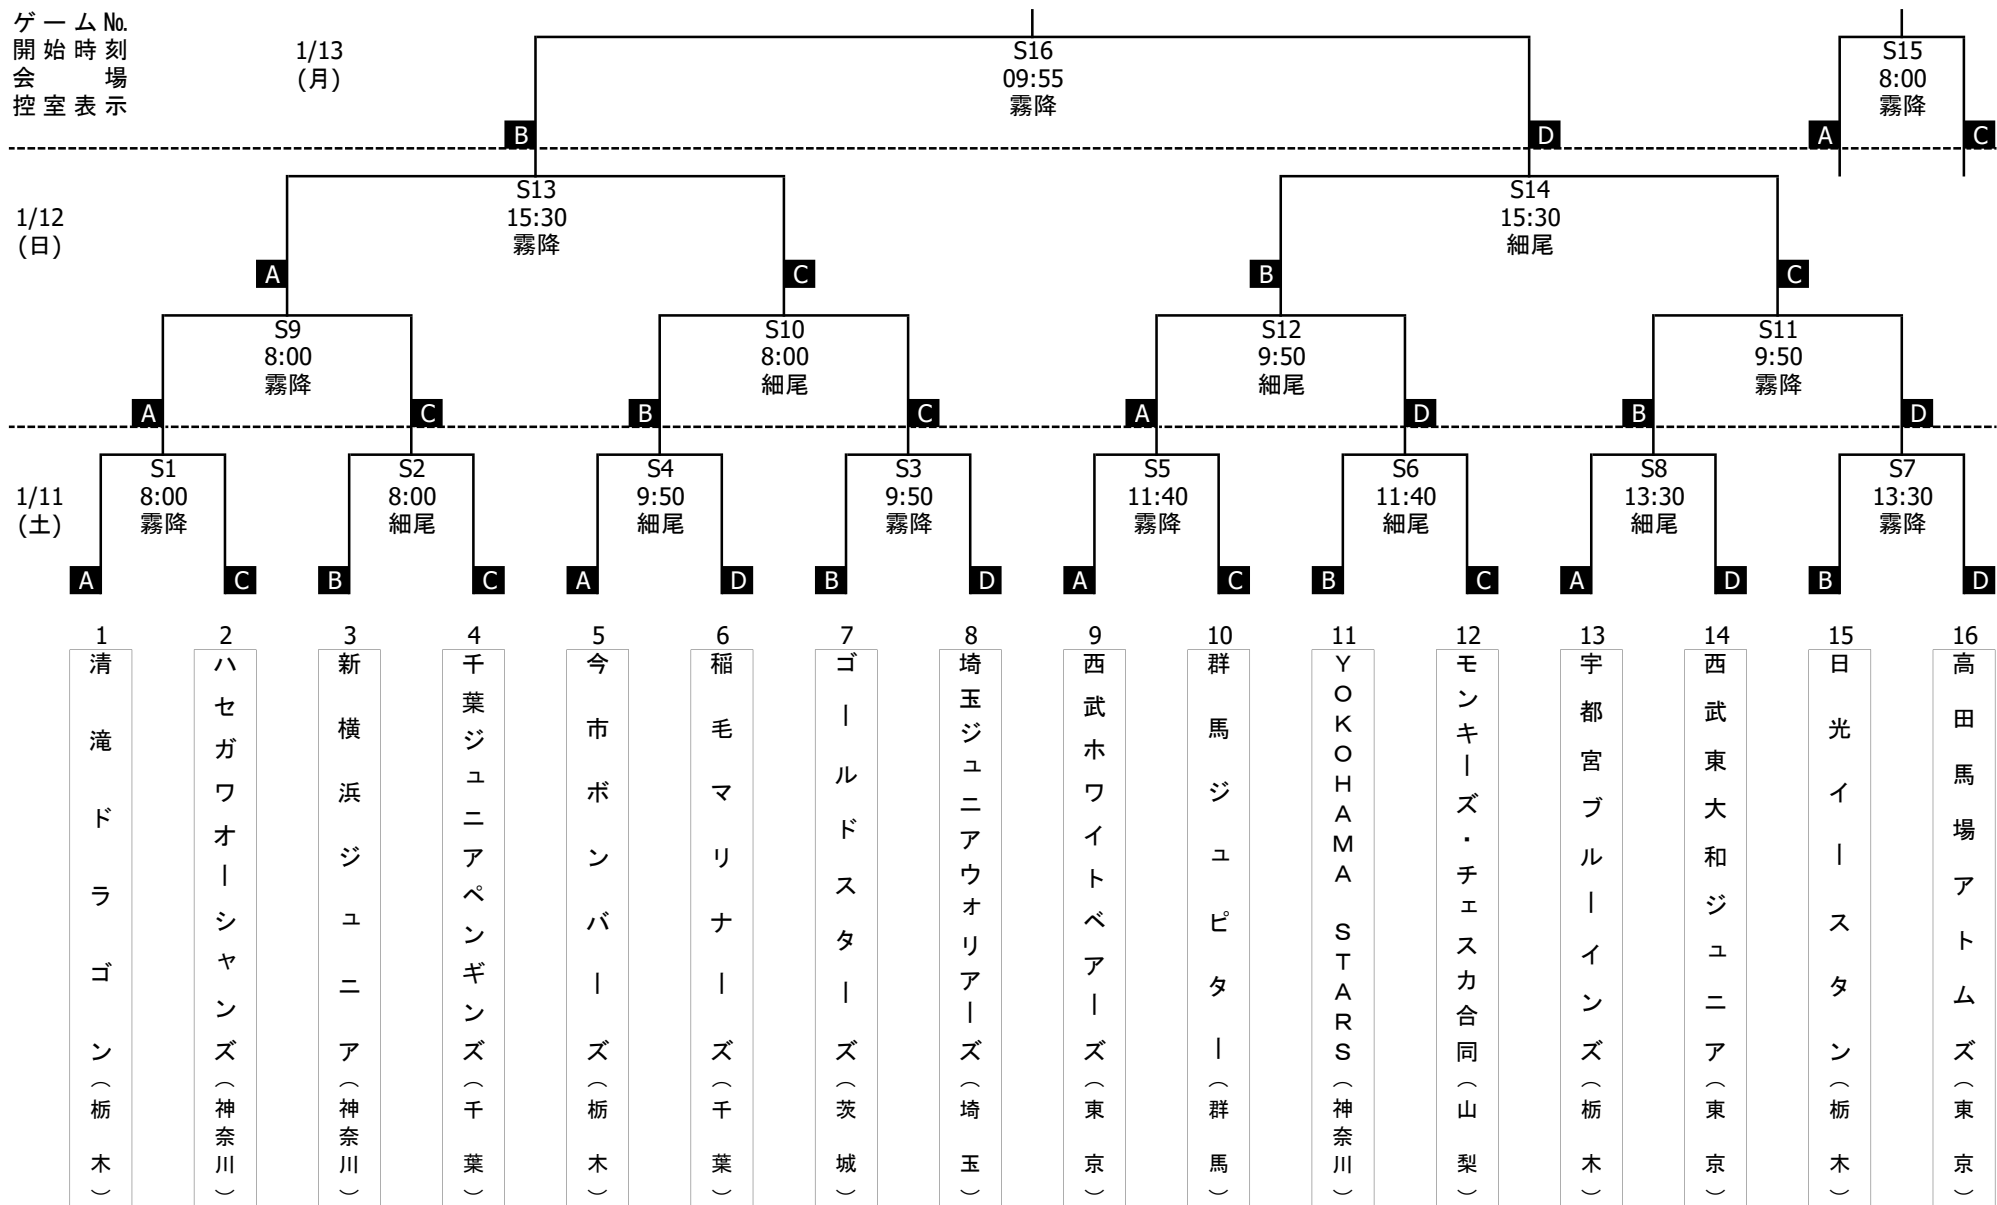 ゲームNo.
開始時刻
会場
控室表示
1/13
(月)
S16
09:55
霧降
S15
8:00
霧降
B
D
A
C
1/12
(日)
S13
15:30
霧降
S14
15:30
細尾
A
C
B
C
S9
8:00
霧降
S10
8:00
細尾
S12
9:50
細尾
S11
9:50
霧降
A
C
B
C
A
D
B
D
1/11
(土)
S1
8:00
霧降
S2
8:00
細尾
S4
9:50
細尾
S3
9:50
霧降
S5
11:40
霧降
S6
11:40
細尾
S8
13:30
細尾
S7
13:30
霧降
A
C
B
C
A
D
B
D
A
C
B
C
A
D
B
D
1
清滝ドラゴン(栃木)
2
ハセガワオーシャンズ(神奈川)
3
新横浜ジュニア(神奈川)
4
千葉ジュニアペンギンズ(千葉)
5
今市ボンバーズ(栃木)
6
稲毛マリナーズ(千葉)
7
ゴールドスターズ(茨城)
8
埼玉ジュニアウォリアーズ(埼玉)
9
西武ホワイトベアーズ(東京)
10
群馬ジュピター(群馬)
11
YOKOHAMA STARS(神奈川)
12
モンキーズ・チェスカ合同(山梨)
13
宇都宮ブルーインズ(栃木)
14
西武東大和ジュニア(東京)
15
日光イースタン(栃木)
16
高田馬場アトムズ(東京)